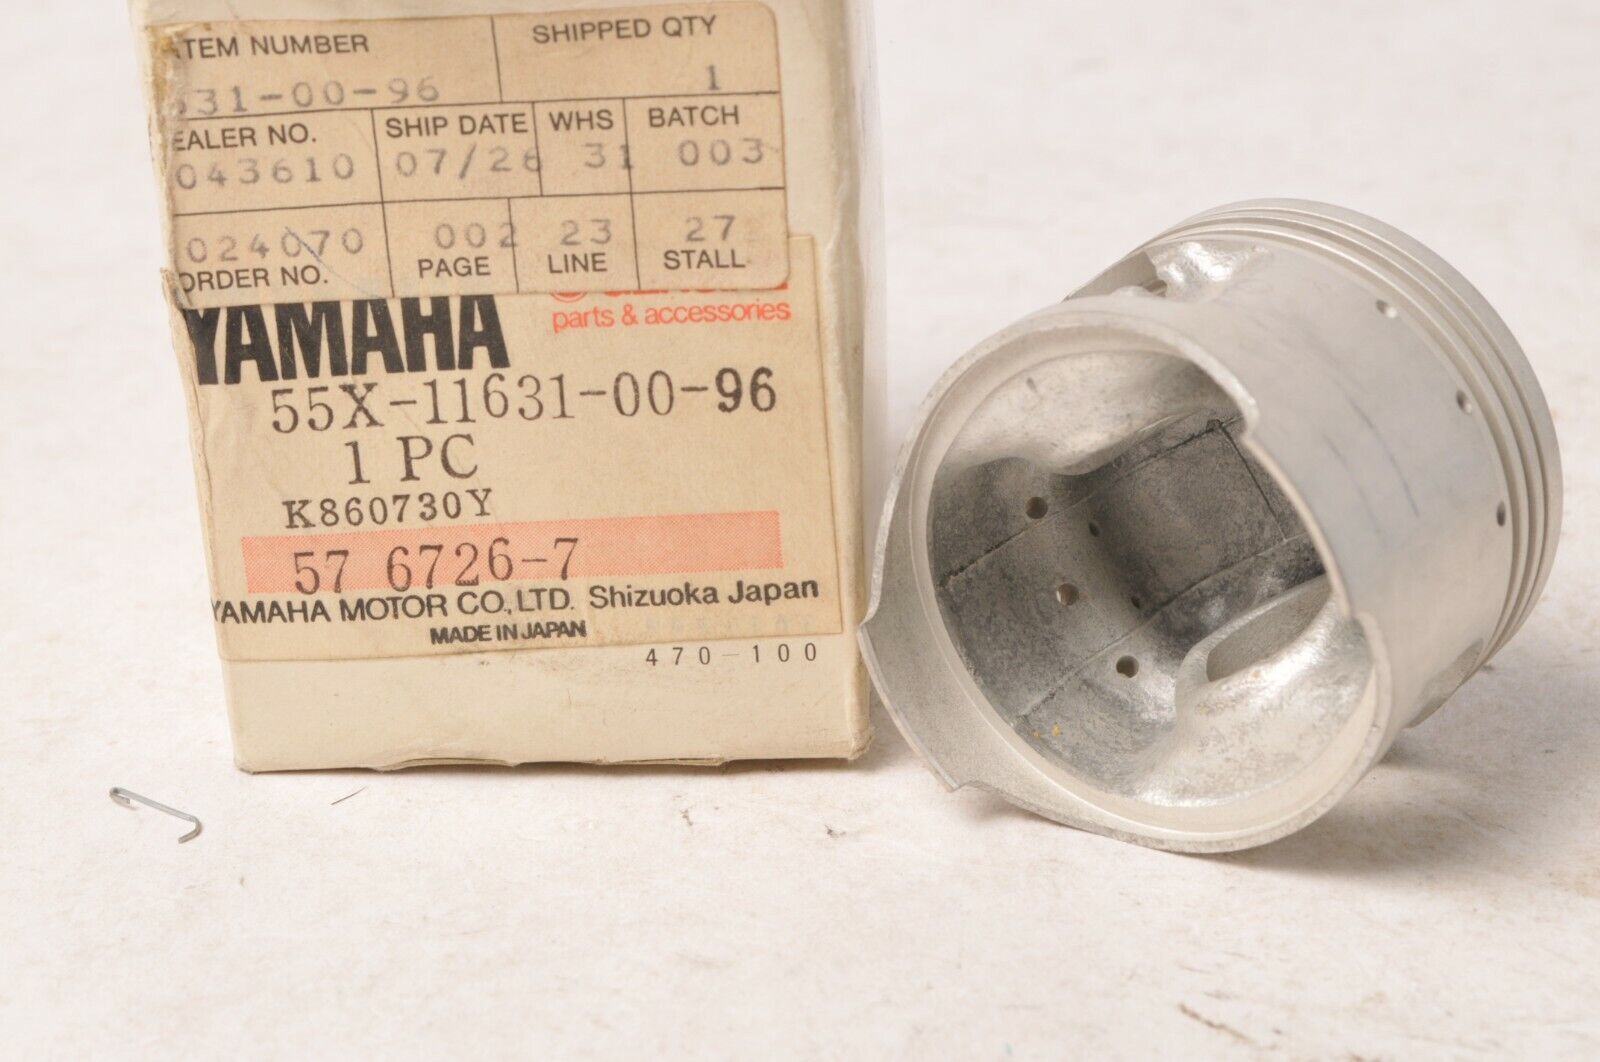 ITEM NUMBER SHIPPED QTY
631-00-96 1
EALER NO. SHIP DATE WHS BATCH
043610 07/26 31 003
024070 002 23 27
ORDER NO. PAGE LINE STALL
YAMAHA
parts & accessories
55X-11631-00-96
1 PC
K860730Y
57 6726-7
YAMAHA MOTOR CO., LTD. Shizuoka Japan
MADE IN JAPAN
470-100